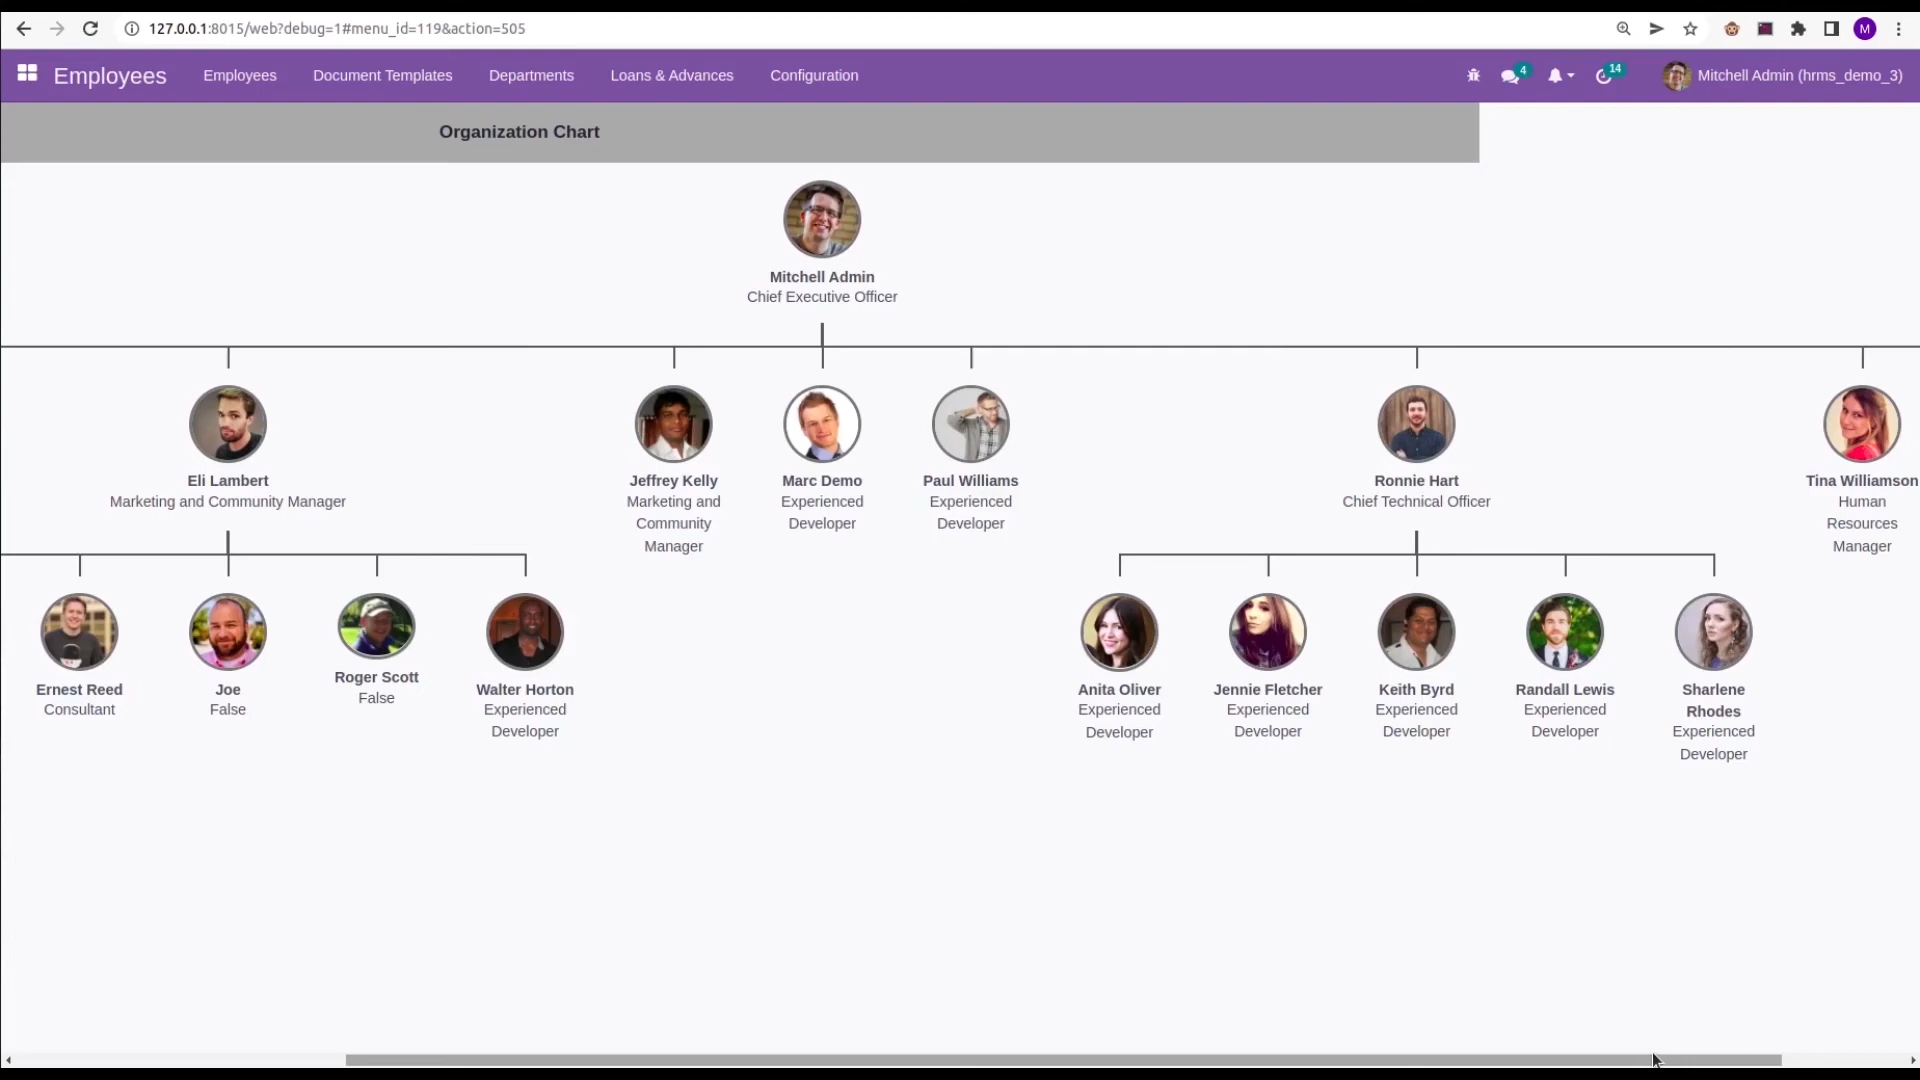 127.0.0.1:8015/web?debug=1#menu_id=119&action=505
M
Employees Employees Document Templates Departments Loans & Advances Configuration 4 14 Mitchell Admin (hrms_demo_3)
Organization Chart
Mitchell Admin
Chief Executive Officer
Eli Lambert
Marketing and Community Manager
Jeffrey Kelly
Marketing and
Community
Manager
Marc Demo
Experienced
Developer
Paul Williams
Experienced
Developer
Ronnie Hart
Chief Technical Officer
Tina Williamson
Human
Resources
Manager
Ernest Reed
Consultant
Joe
False
Roger Scott
False
Walter Horton
Experienced
Developer
Anita Oliver
Experienced
Developer
Jennie Fletcher
Experienced
Developer
Keith Byrd
Experienced
Developer
Randall Lewis
Experienced
Developer
Sharlene
Rhodes
Experienced
Developer